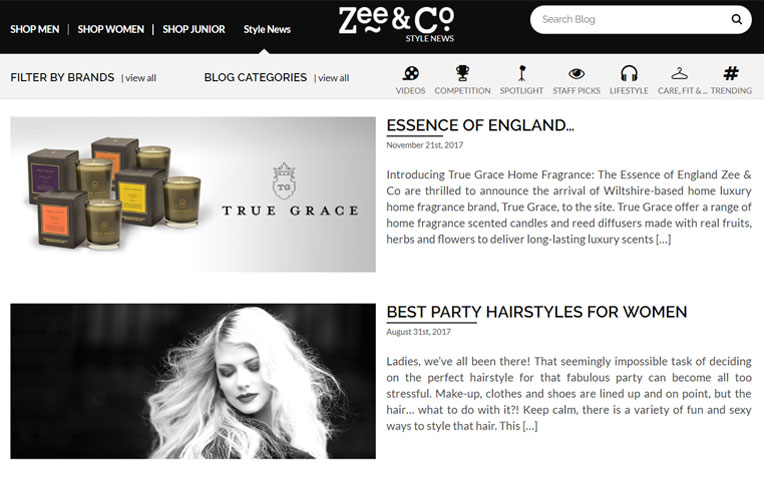 SHOP MEN | SHOP WOMEN | SHOP JUNIOR Style News
Zee & Co
STYLE NEWS
Search Blog
FILTER BY BRANDS | view all
BLOG CATEGORIES | view all
VIDEOS COMPETITION SPOTLIGHT STAFF PICKS LIFESTYLE CARE, FIT & ... TRENDING
TG
TRUE GRACE
ESSENCE OF ENGLAND...
November 21st, 2017
Introducing True Grace Home Fragrance: The Essence of England Zee &
Co are thrilled to announce the arrival of Wiltshire-based home luxury
home fragrance brand, True Grace, to the site. True Grace offer a range of
home fragrance scented candles and reed diffusers made with real fruits,
herbs and flowers to deliver long-lasting luxury scents [...]
BEST PARTY HAIRSTYLES FOR WOMEN
August 31st, 2017
Ladies, we've all been there! That seemingly impossible task of deciding
on the perfect hairstyle for that fabulous party can become all too
stressful. Make-up, clothes and shoes are lined up and on point, but the
hair... what to do with it?! Keep calm, there is a variety of fun and sexy
ways to style that hair. This [...]